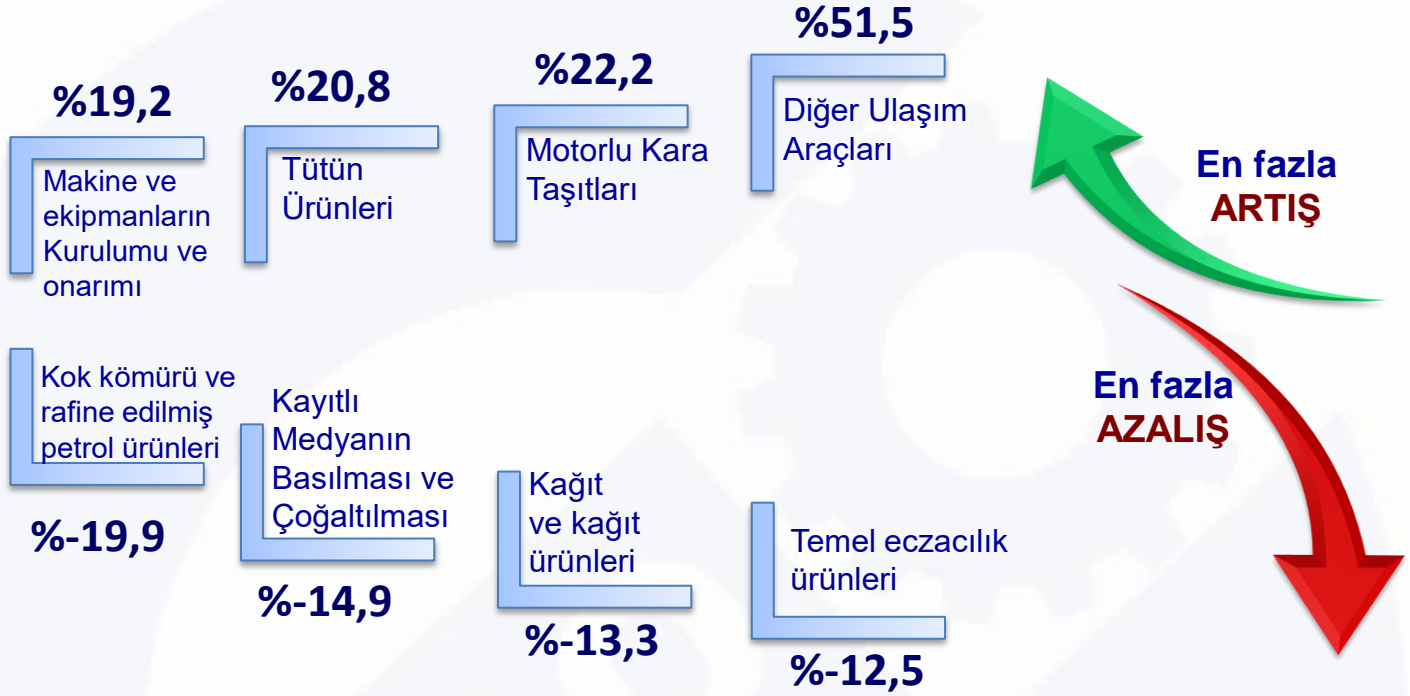 %19,2
Makine ve
ekipmanların
Kurulumu ve
onarımı
%20,8
Tütün
Ürünleri
%22,2
Motorlu Kara
Taşıtları
%51,5
Diğer Ulaşım
Araçları
En fazla
ARTIŞ
Kok kömürü ve
rafine edilmiş
petrol ürünleri
%-19,9
Kayıtlı
Medyanın
Basılması ve
Çoğaltılması
%-14,9
Kağıt
ve kağıt
ürünleri
%-13,3
Temel eczacılık
ürünleri
%-12,5
En fazla
AZALIŞ